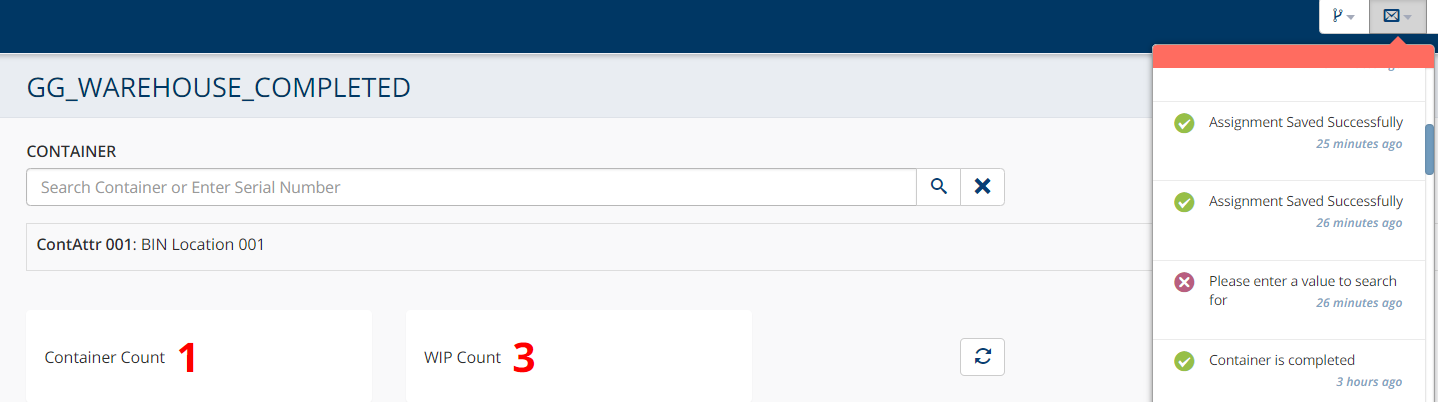 GG_WAREHOUSE_COMPLETED
CONTAINER
Search Container or Enter Serial Number
ContAttr 001: BIN Location 001
Container Count 1
WIP Count 3
Assignment Saved Successfully
25 minutes ago
Assignment Saved Successfully
26 minutes ago
Please enter a value to search
for
26 minutes ago
Container is completed
3 hours ago